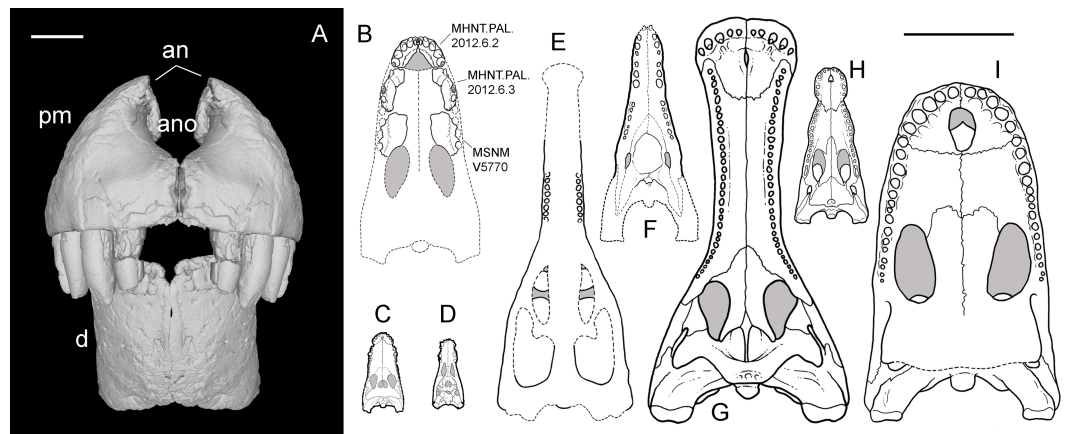 A
an
pm
ano
d
B
MHNT.PAL.
2012.6.2
MHNT.PAL.
2012.6.3
MSNM
V5770
C
D
E
F
G
H
I